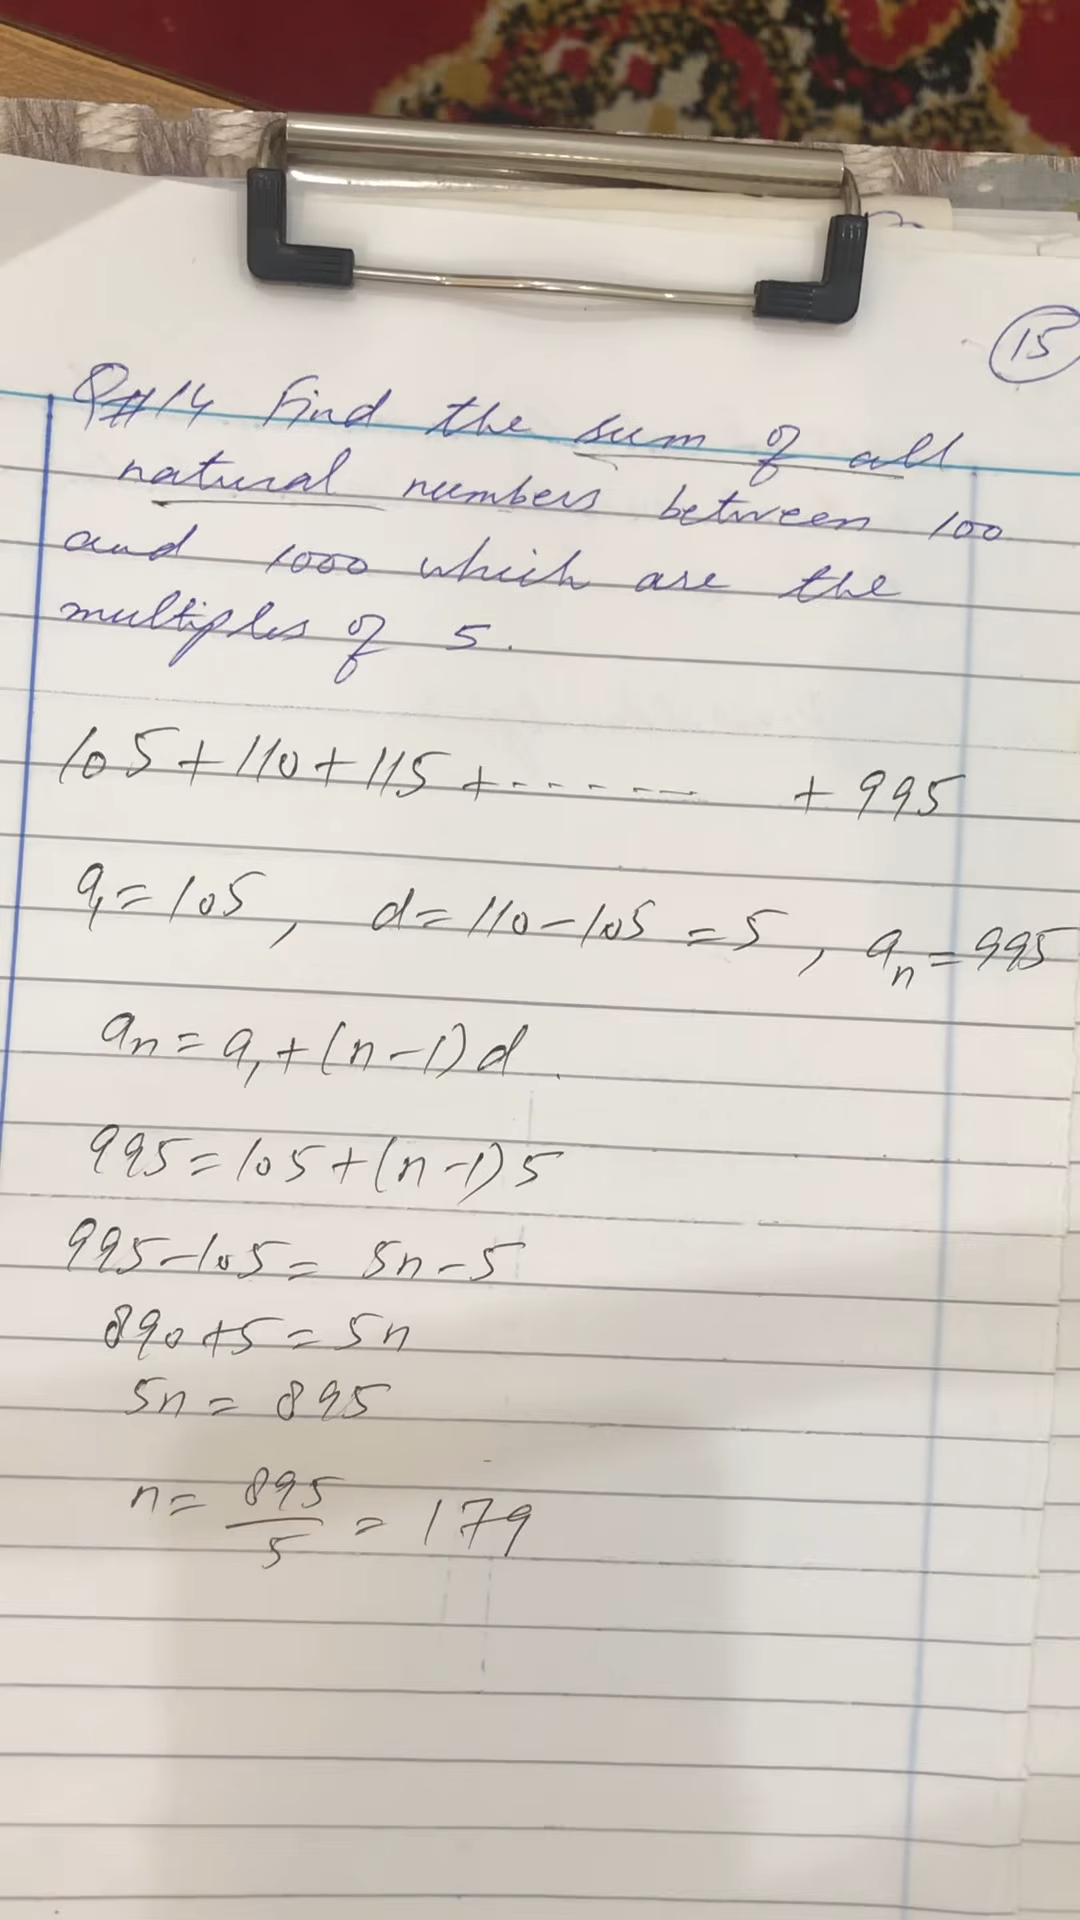 15
Q#14 Find the sum of all
natural numbers between 100
and 1000 which are the
multiples of 5.
105+110+115+------ +995
a₁=105, d=110-105=5, aₙ=995
aₙ=a₁+(n-1)d.
995=105+(n-1)5
995-105=5n-5
890+5=5n
5n=895
n=895/5=179